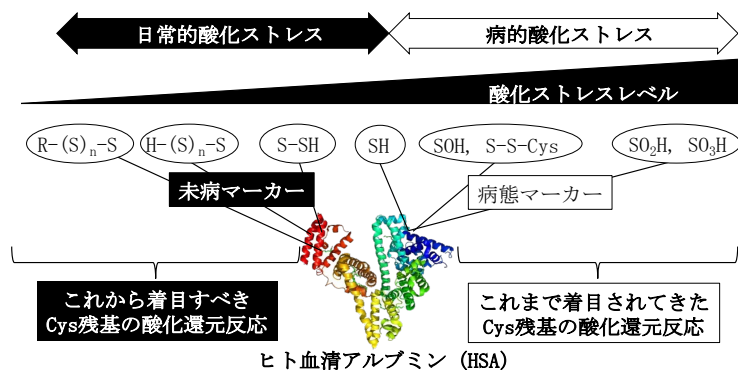 日常的酸化ストレス
病的酸化ストレス
酸化ストレスレベル
R-(S)n-S
H-(S)n-S
S-SH
SH
SOH, S-S-Cys
SO2H, SO3H
未病マーカー
病態マーカー
これから着目すべき
Cys残基の酸化還元反応
これまで着目されてきた
Cys残基の酸化還元反応
ヒト血清アルブミン (HSA)